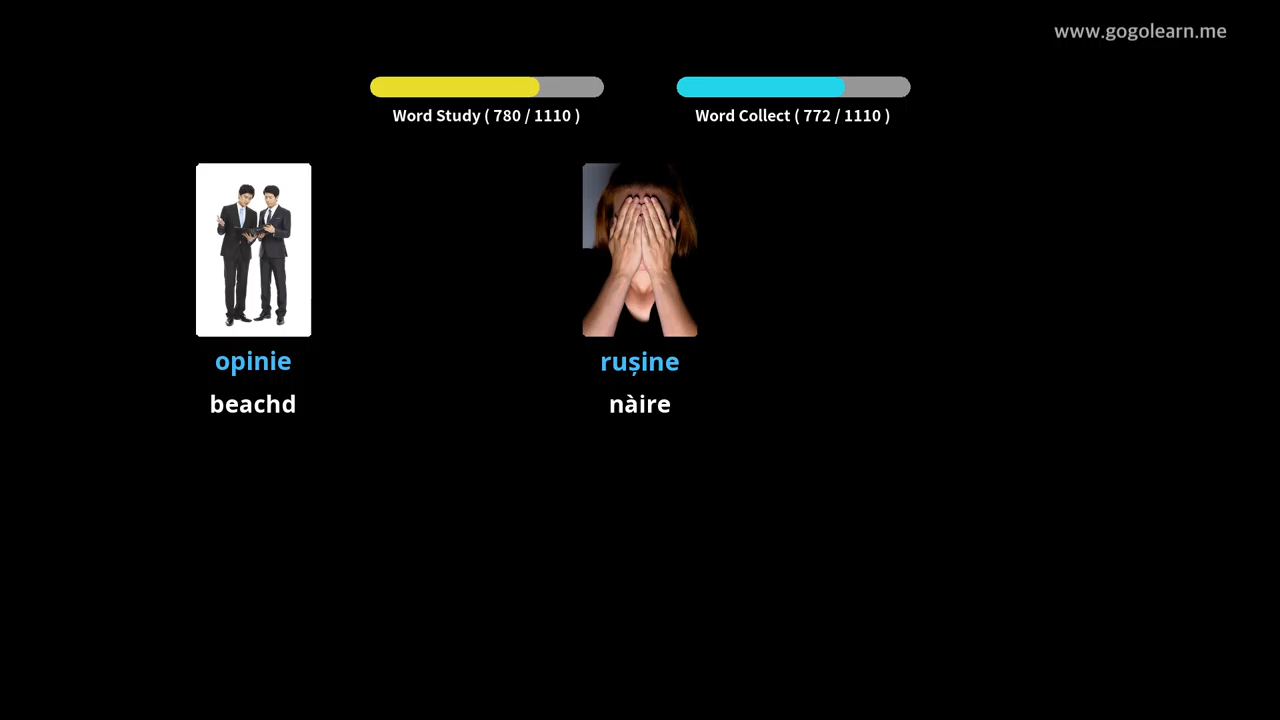 www.gogolearn.me
Word Study ( 780 / 1110 )
Word Collect ( 772 / 1110 )
opinie
beachd
rușine
nàire